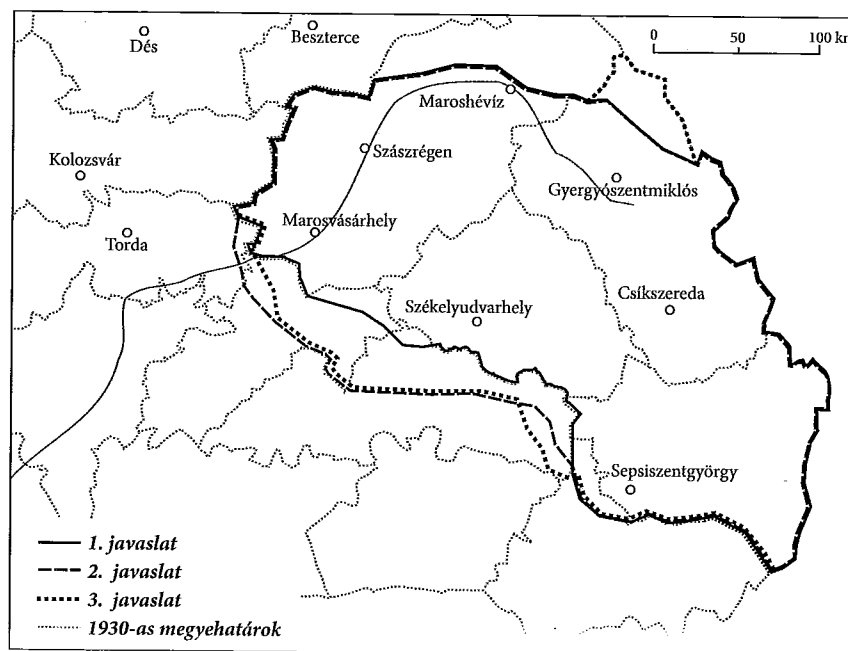 Beszterce
Dés
0 50 100 km
Maroshévíz
Szászrégen
Kolozsvár
Gyergyószentmiklós
Marosvásárhely
Torda
Székelyudvarhely
Csíkszereda
Sepsiszentgyörgy
1. javaslat
2. javaslat
3. javaslat
1930-as megyehatárok